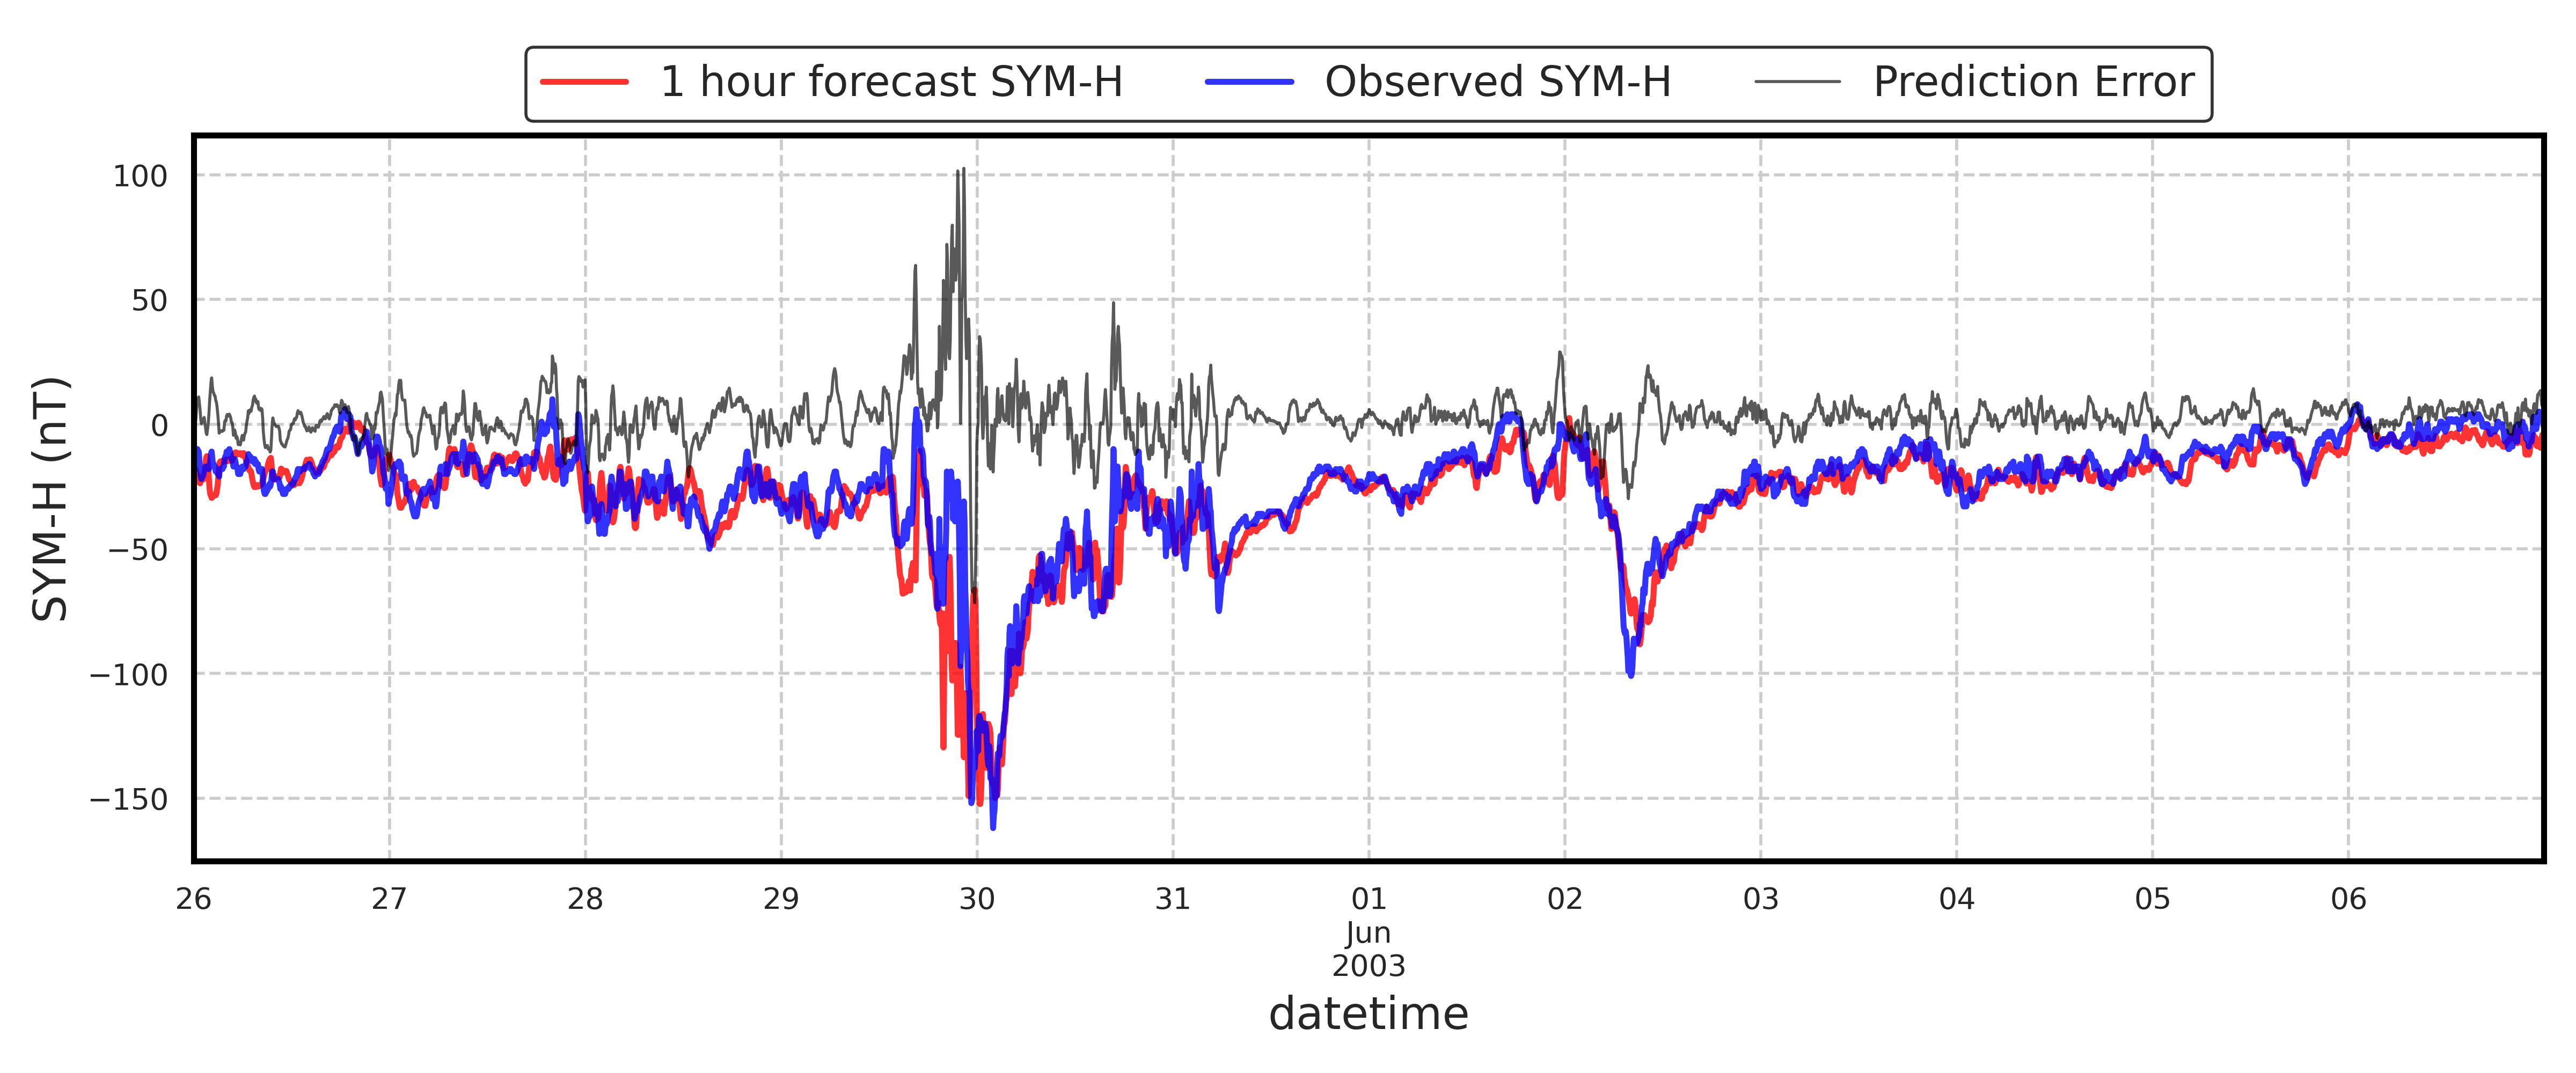 1 hour forecast SYM-H Observed SYM-H Prediction Error
SYM-H (nT)
100
50
0
−50
−100
−150
26 27 28 29 30 31 01 02 03 04 05 06
Jun
2003
datetime